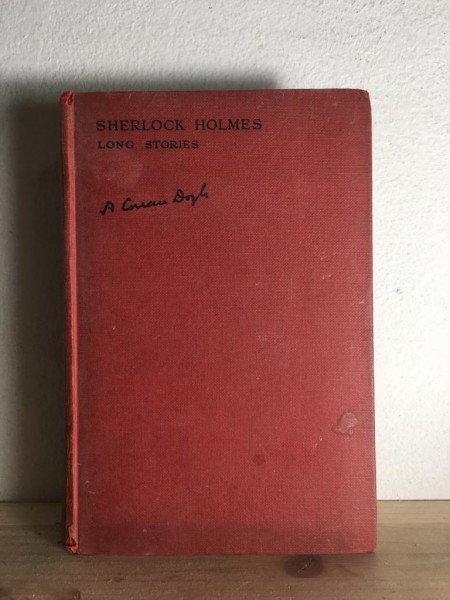 SHERLOCK HOLMES
LONG STORIES
A Conan Doyle